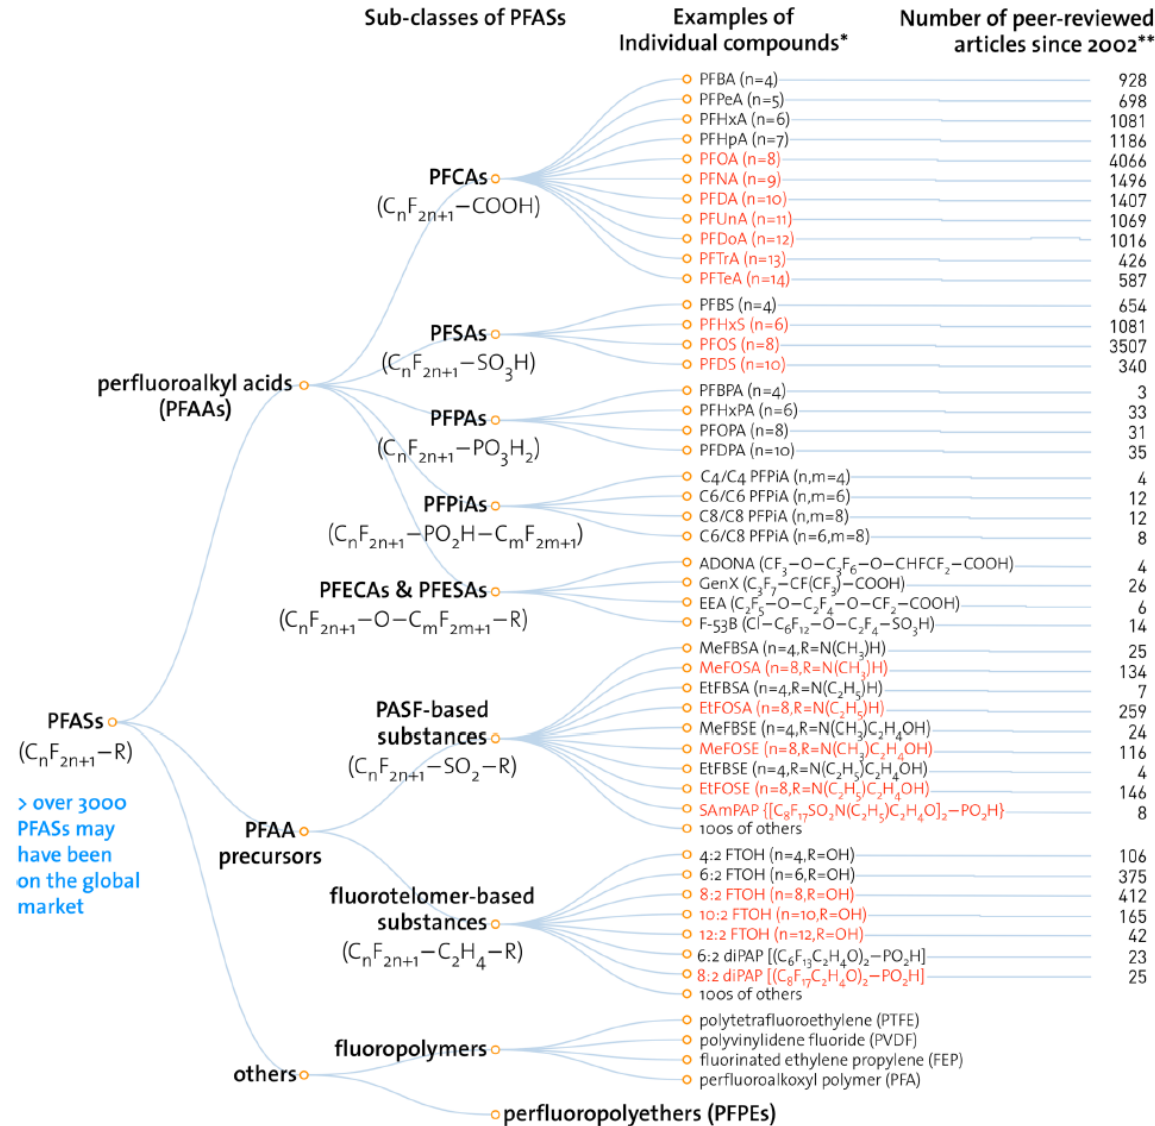 Sub-classes of PFASs
Examples of
Individual compounds*
Number of peer-reviewed
articles since 2002**
PFASs
(CnF2n+1–R)
> over 3000
PFASs may
have been
on the global
market
perfluoroalkyl acids
(PFAAs)
PFCAs
(CnF2n+1–COOH)
PFBA (n=4) 928
PFPeA (n=5) 698
PFHxA (n=6) 1081
PFHpA (n=7) 1186
PFOA (n=8) 4066
PFNA (n=9) 1496
PFDA (n=10) 1407
PFUnA (n=11) 1069
PFDoA (n=12) 1016
PFTrA (n=13) 426
PFTeA (n=14) 587
PFSAs
(CnF2n+1–SO3H)
PFBS (n=4) 654
PFHxS (n=6) 1081
PFOS (n=8) 3507
PFDS (n=10) 340
PFPAs
(CnF2n+1–PO3H2)
PFBPA (n=4) 3
PFHxPA (n=6) 33
PFOPA (n=8) 31
PFDPA (n=10) 35
PFPiAs
(CnF2n+1–PO2H–CmF2m+1)
C4/C4 PFPiA (n,m=4) 4
C6/C6 PFPiA (n,m=6) 12
C8/C8 PFPiA (n,m=8) 12
C6/C8 PFPiA (n=6,m=8) 8
PFECAs & PFESAs
(CnF2n+1–O–CmF2m+1–R)
ADONA (CF3–O–C3F6–O–CHFCF2–COOH) 4
GenX (C3F7–CF(CF3)–COOH) 26
EEA (C2F5–O–C2F4–O–CF2–COOH) 6
F-53B (Cl–C6F12–O–C2F4–SO3H) 14
PFAA
precursors
PASF-based
substances
(CnF2n+1–SO2–R)
MeFBSA (n=4,R=N(CH3)H) 25
MeFOSA (n=8,R=N(CH3)H) 134
EtFBSA (n=4,R=N(C2H5)H) 7
EtFOSA (n=8,R=N(C2H5)H) 259
MeFBSE (n=4,R=N(CH3)C2H4OH) 24
MeFOSE (n=8,R=N(CH3)C2H4OH) 116
EtFBSE (n=4,R=N(C2H5)C2H4OH) 4
EtFOSE (n=8,R=N(C2H5)C2H4OH) 146
SAmPAP {[C8F17SO2N(C2H5)C2H4O]2–PO2H} 8
100s of others
fluorotelomer-based
substances
(CnF2n+1–C2H4–R)
4:2 FTOH (n=4,R=OH) 106
6:2 FTOH (n=6,R=OH) 375
8:2 FTOH (n=8,R=OH) 412
10:2 FTOH (n=10,R=OH) 165
12:2 FTOH (n=12,R=OH) 42
6:2 diPAP [(C6F13C2H4O)2–PO2H] 23
8:2 diPAP [(C8F17C2H4O)2–PO2H] 25
100s of others
others
fluoropolymers
polytetrafluoroethylene (PTFE)
polyvinylidene fluoride (PVDF)
fluorinated ethylene propylene (FEP)
perfluoroalkoxyl polymer (PFA)
perfluoropolyethers (PFPEs)